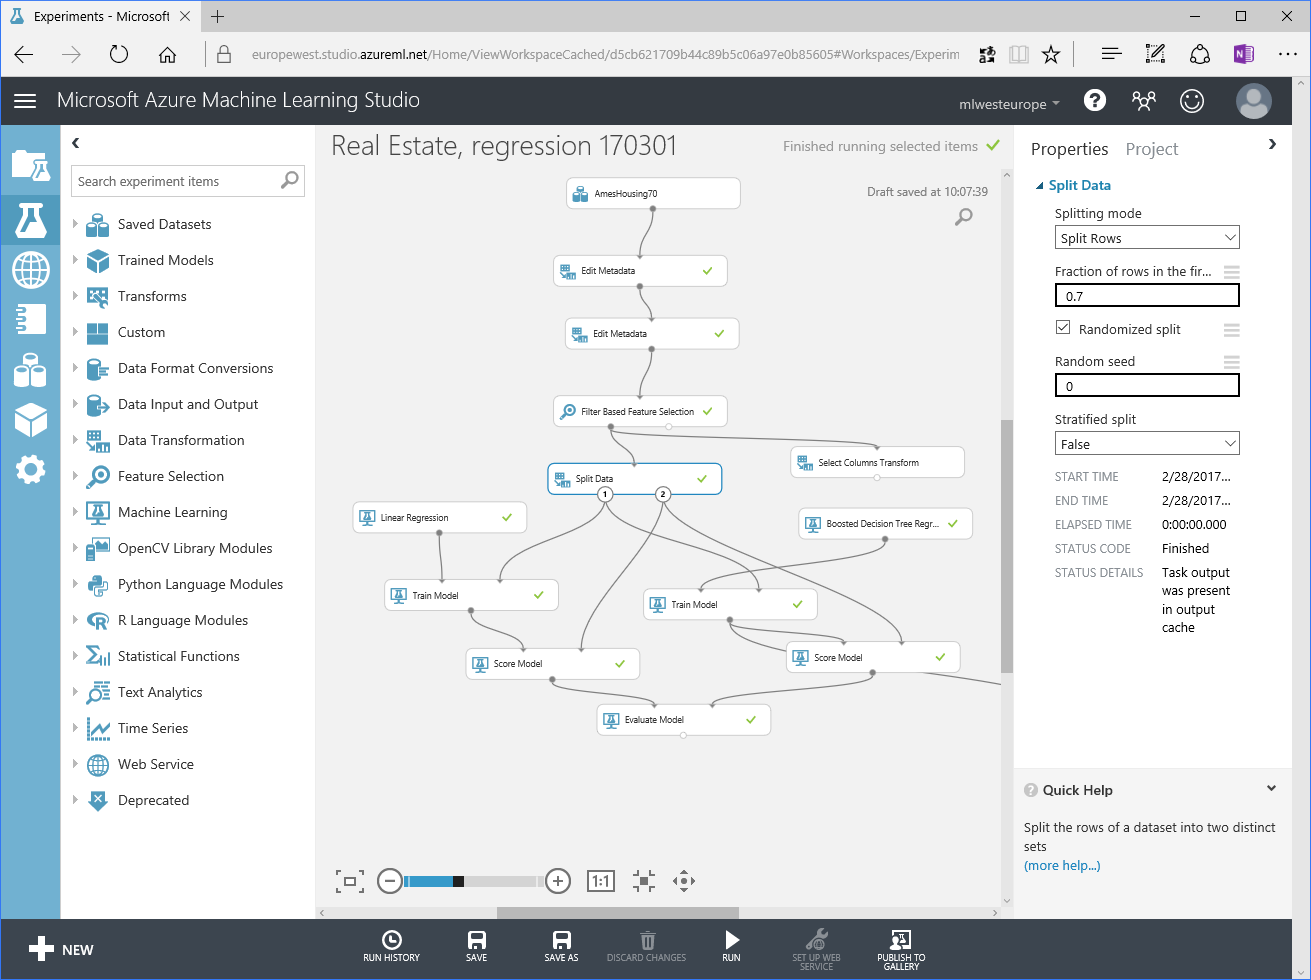 Experiments - Microsoft
europewest.studio.azureml.net/Home/ViewWorkspaceCached/d5cb621709b44c89b5c06a97e0b85605#Workspaces/Experim
Microsoft Azure Machine Learning Studio
mlwesteurope
Search experiment items
Saved Datasets
Trained Models
Transforms
Custom
Data Format Conversions
Data Input and Output
Data Transformation
Feature Selection
Machine Learning
OpenCV Library Modules
Python Language Modules
R Language Modules
Statistical Functions
Text Analytics
Time Series
Web Service
Deprecated
Real Estate, regression 170301
Finished running selected items
Draft saved at 10:07:39
AmesHousing70
Edit Metadata
Edit Metadata
Filter Based Feature Selection
Select Columns Transform
Split Data
1
2
Linear Regression
Boosted Decision Tree Regr...
Train Model
Train Model
Score Model
Score Model
Evaluate Model
1:1
Properties
Project
Split Data
Splitting mode
Split Rows
Fraction of rows in the fir...
0.7
Randomized split
Random seed
0
Stratified split
False
START TIME 2/28/2017...
END TIME 2/28/2017...
ELAPSED TIME 0:00:00.000
STATUS CODE Finished
STATUS DETAILS Task output
was present
in output
cache
Quick Help
Split the rows of a dataset into two distinct
sets
(more help...)
NEW
RUN HISTORY
SAVE
SAVE AS
DISCARD CHANGES
RUN
SET UP WEB
SERVICE
PUBLISH TO
GALLERY